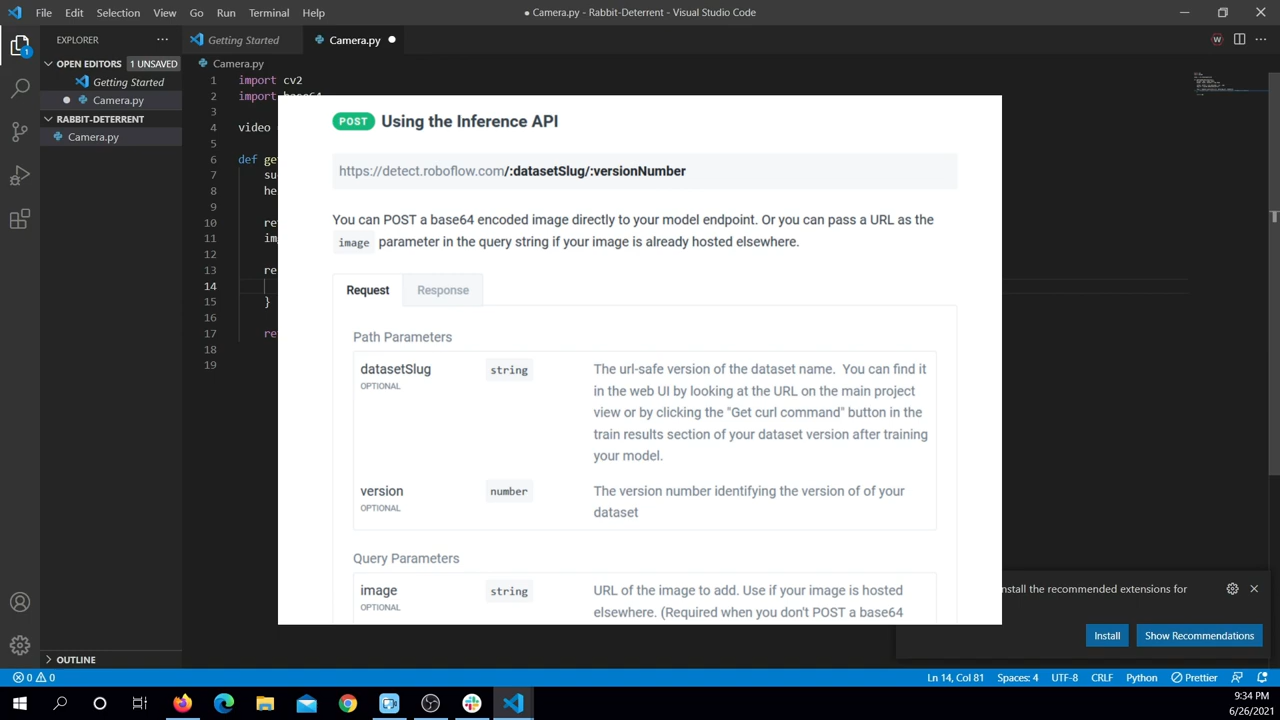 File Edit Selection View Go Run Terminal Help
● Camera.py - Rabbit-Deterrent - Visual Studio Code
EXPLORER
Getting Started
Camera.py
W
OPEN EDITORS 1 UNSAVED
Getting Started
Camera.py
RABBIT-DETERRENT
Camera.py
OUTLINE
1
Camera.py
1 import cv2
2 import base64
3
4 video
5
6 def ge
7 su
8 he
9
10 re
11 im
12
13 re
14
15 }
16
17 re
18
19
POST Using the Inference API
https://detect.roboflow.com/:datasetSlug/:versionNumber
You can POST a base64 encoded image directly to your model endpoint. Or you can pass a URL as the
image parameter in the query string if your image is already hosted elsewhere.
Request Response
Path Parameters
datasetSlug string The url-safe version of the dataset name. You can find it
OPTIONAL in the web UI by looking at the URL on the main project
view or by clicking the "Get curl command" button in the
train results section of your dataset version after training
your model.
version number The version number identifying the version of of your
OPTIONAL dataset
Query Parameters
image string URL of the image to add. Use if your image is hosted
OPTIONAL elsewhere. (Required when you don't POST a base64
nstall the recommended extensions for
Install Show Recommendations
0 0
Ln 14, Col 81 Spaces: 4 UTF-8 CRLF Python Prettier
9:34 PM
6/26/2021